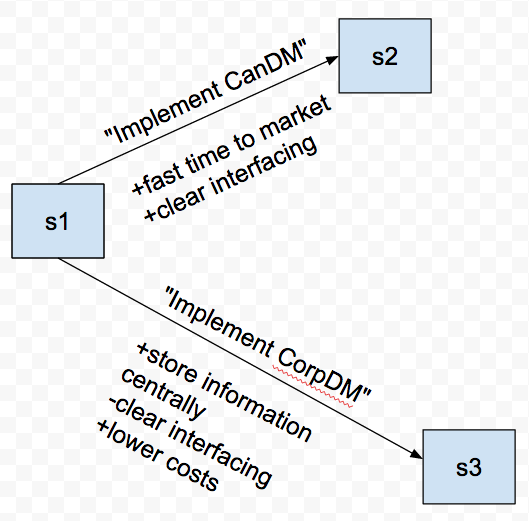 s2
"Implement CanDM"
+fast time to market
+clear interfacing
s1
"Implement CorpDM"
+store information
centrally
-clear interfacing
+lower costs
s3